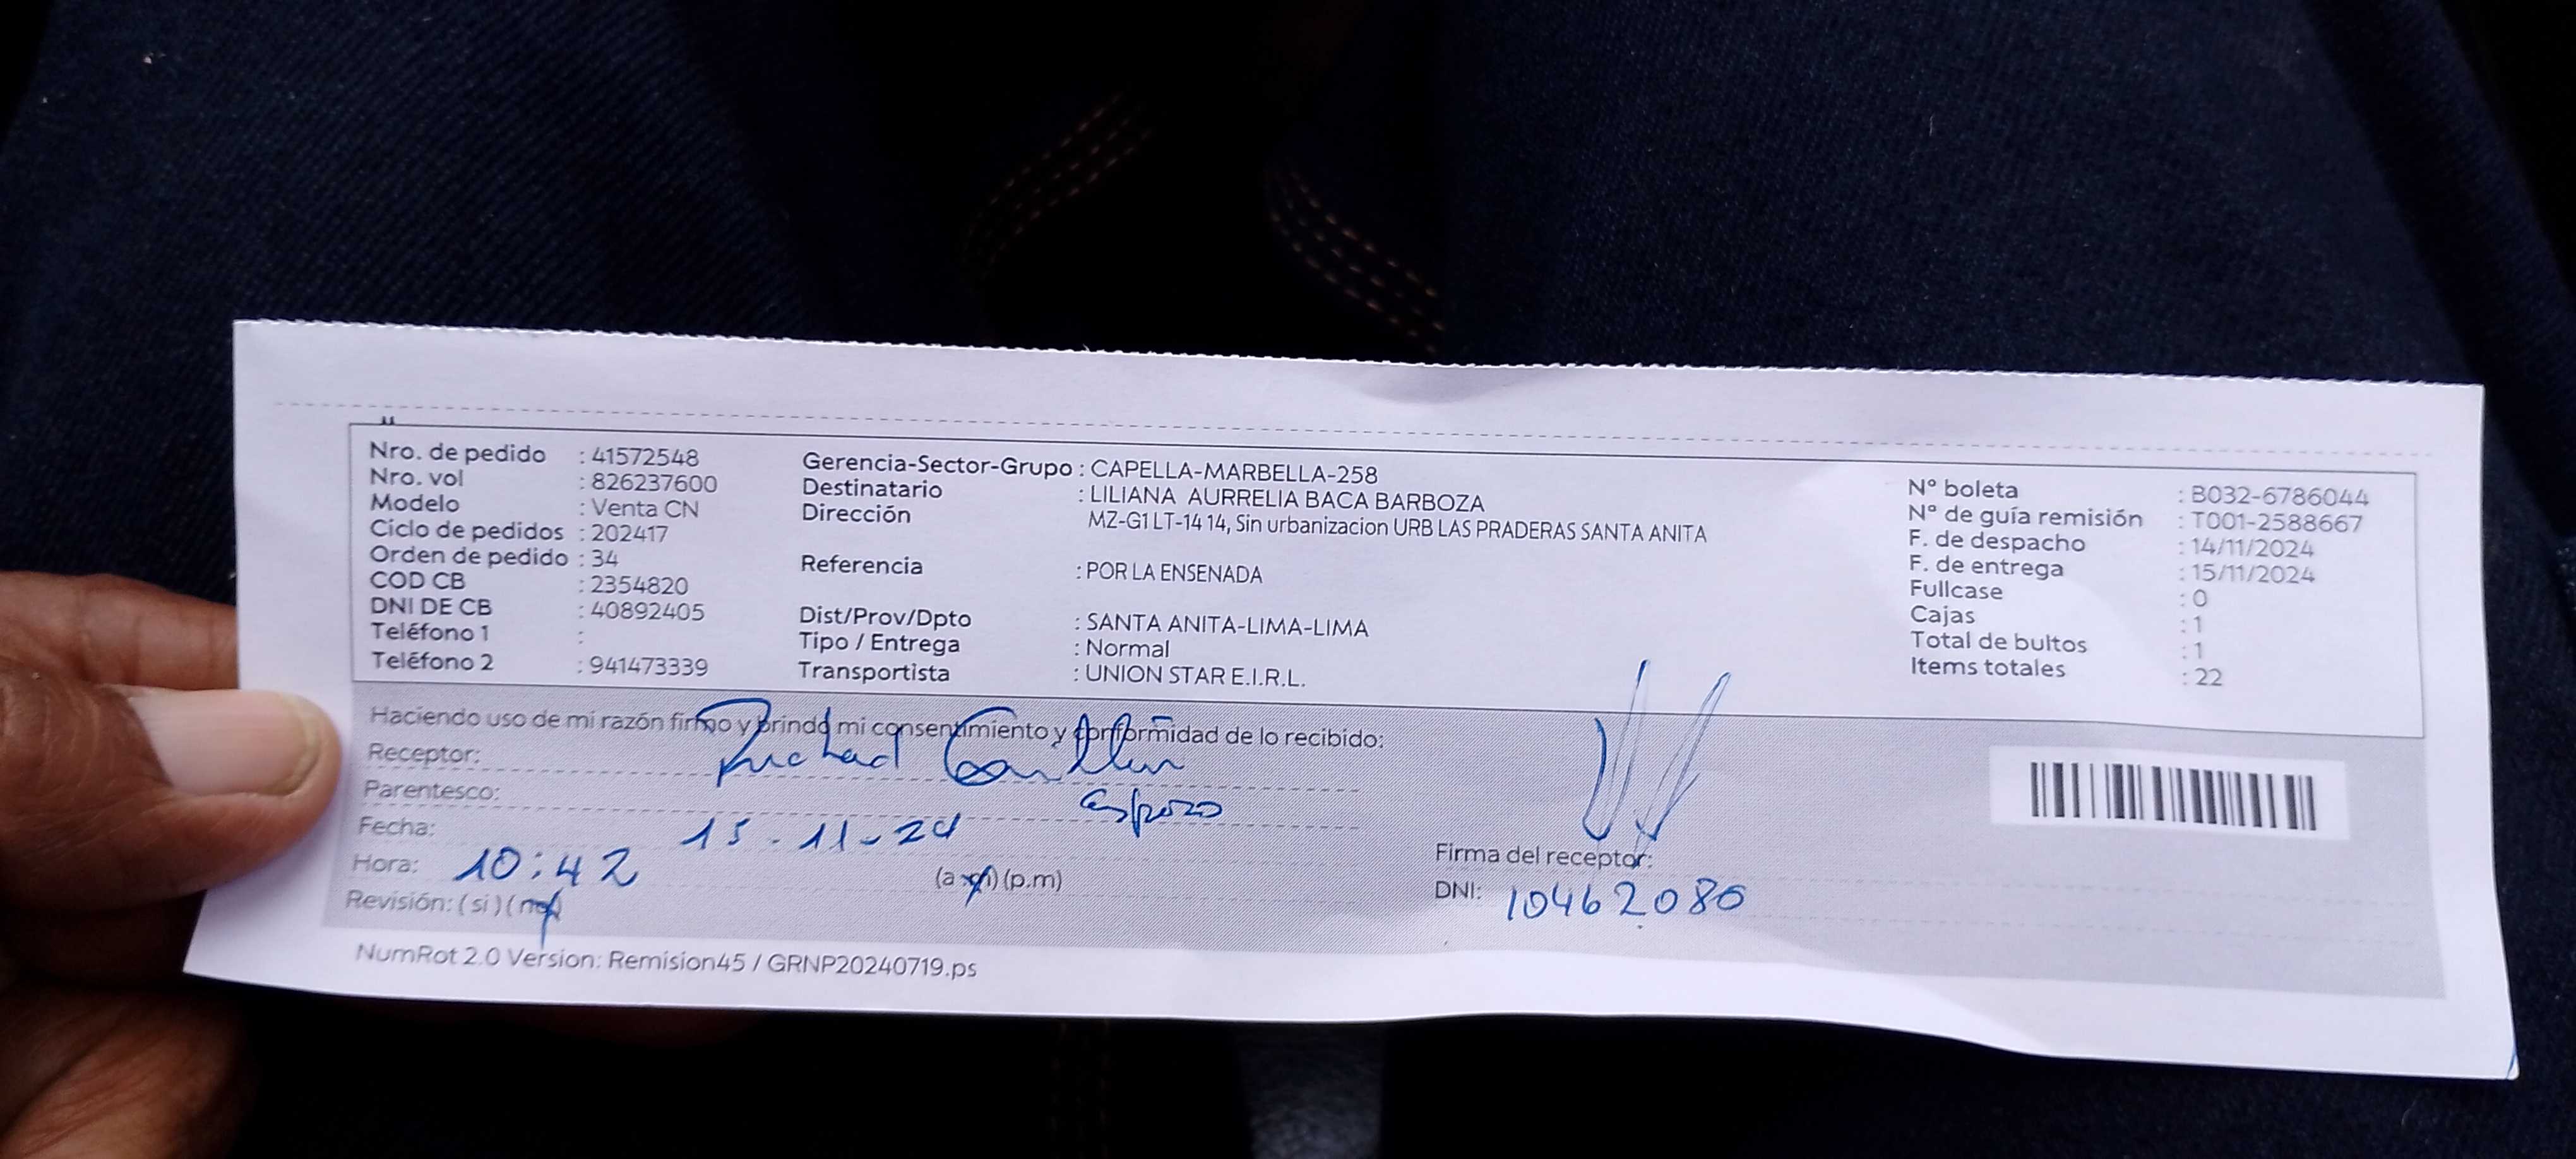 Nro. de pedido : 41572548
Nro. vol : 826237600
Modelo : Venta CN
Ciclo de pedidos : 202417
Orden de pedido : 34
COD CB : 2354820
DNI DE CB : 40892405
Teléfono 1 :
Teléfono 2 : 941473339
Gerencia-Sector-Grupo : CAPELLA-MARBELLA-258
Destinatario : LILIANA AURRELIA BACA BARBOZA
Dirección MZ-G1 LT-14 14, Sin urbanizacion URB LAS PRADERAS SANTA ANITA
Referencia : POR LA ENSENADA
Dist/Prov/Dpto : SANTA ANITA-LIMA-LIMA
Tipo / Entrega : Normal
Transportista : UNION STAR E.I.R.L.
N° boleta : B032-6786044
N° de guía remisión : T001-2588667
F. de despacho : 14/11/2024
F. de entrega : 15/11/2024
Fullcase : 0
Cajas : 1
Total de bultos : 1
Items totales : 22
Haciendo uso de mi razón firmo y brindo mi consentimiento y conformidad de lo recibido:
Receptor: Richard
Parentesco: esposo
Fecha: 15-11-24
Hora: 10:42 (a.m) (p.m)
Revisión: ( si ) ( no )
Firma del receptor:
DNI: 10462080
NumRot 2.0 Version: Remision45 / GRNP20240719.ps